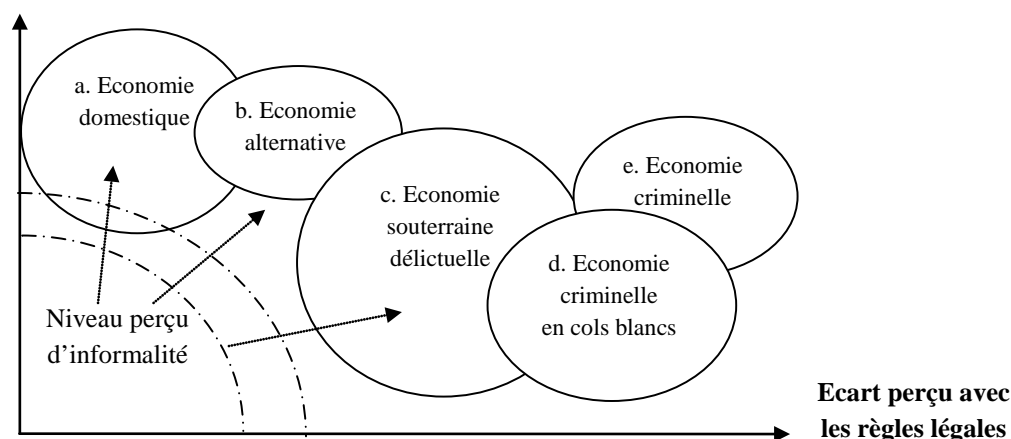 a. Economie
domestique
b. Economie
alternative
c. Economie
souterraine
délictuelle
e. Economie
criminelle
d. Economie
criminelle
en cols blancs
Niveau perçu
d’informalité
Ecart perçu avec
les règles légales